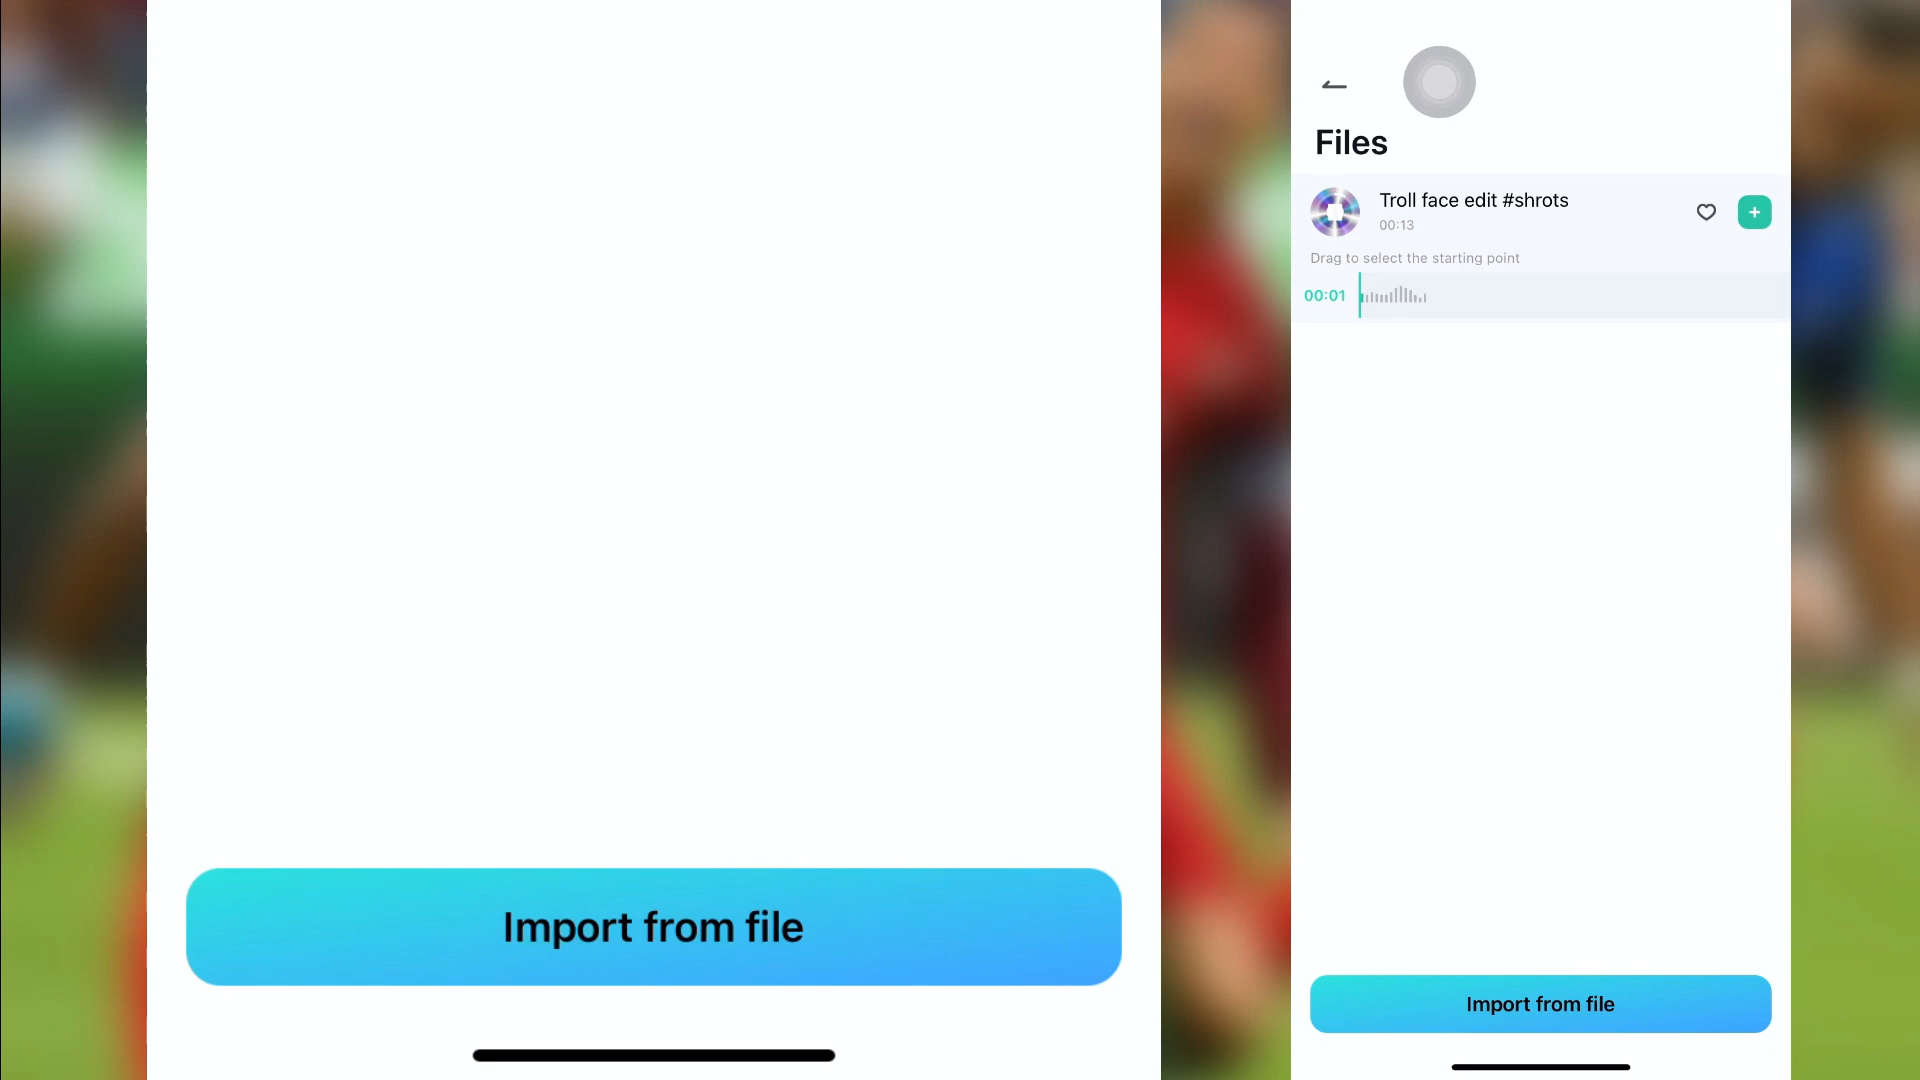 Import from file
Files
Troll face edit #shrots
00:13
Drag to select the starting point
00:01
Import from file